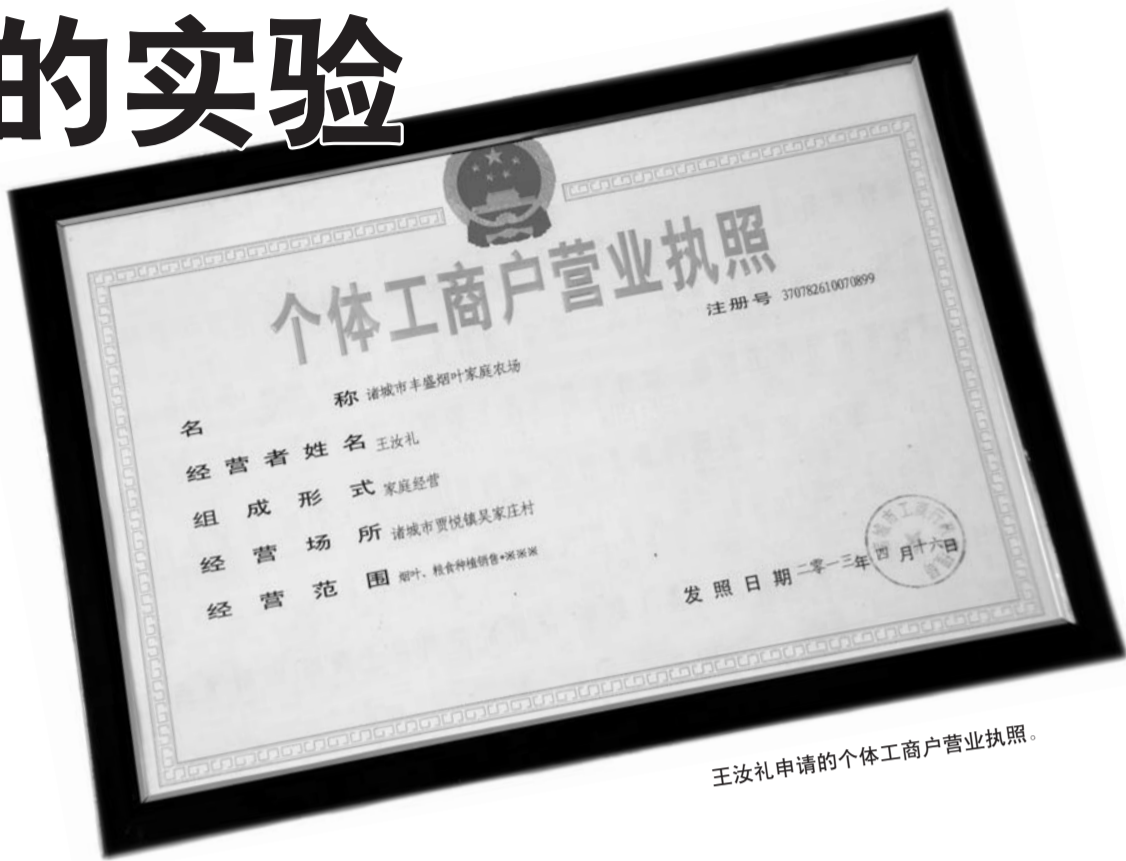 的实验
个体工商户营业执照
注册号 370782610070899
名称 诸城市丰盛烟叶家庭农场
经营者姓名 王汝礼
组成形式 家庭经营
经营场所 诸城市贾悦镇吴家庄村
经营范围 烟叶、粮食种植销售•※※※
发照日期 二零一三年四月十六日
王汝礼申请的个体工商户营业执照。